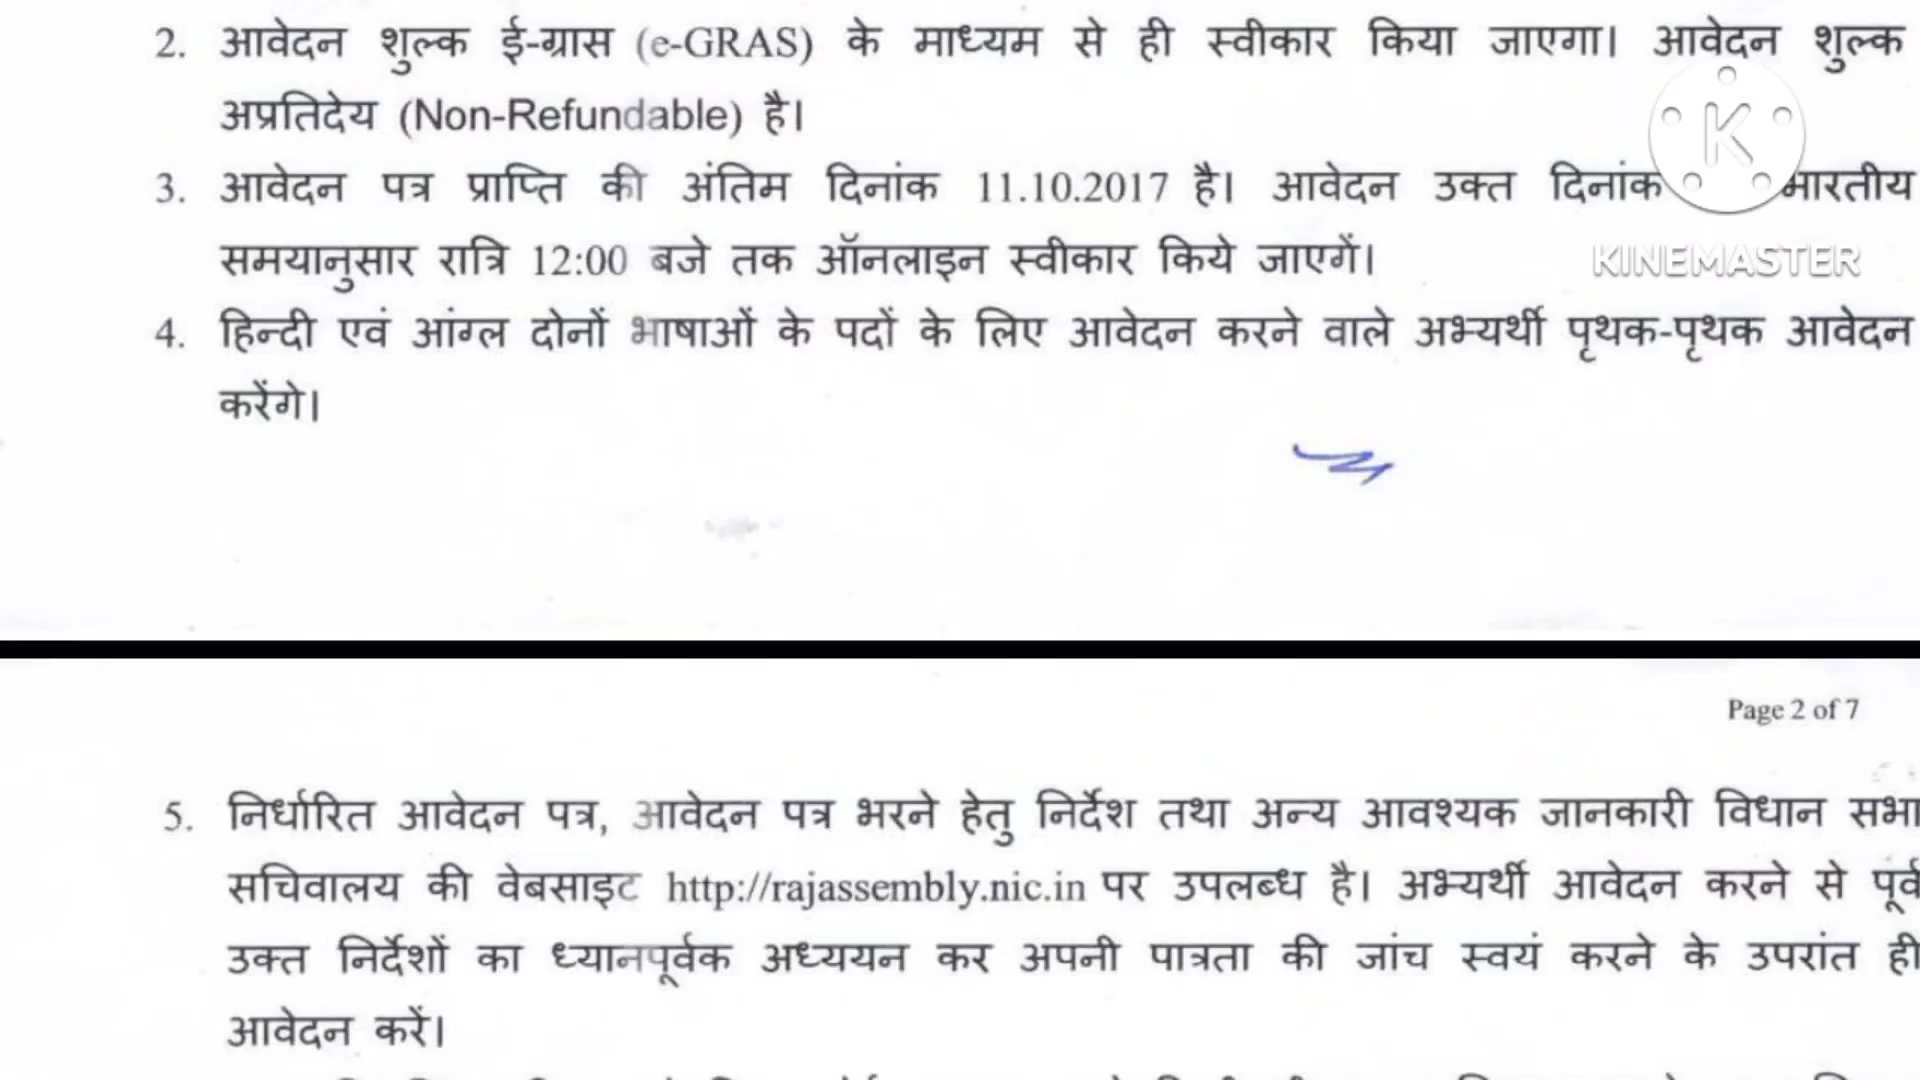 2. आवेदन शुल्क ई-ग्रास (e-GRAS) के माध्यम से ही स्वीकार किया जाएगा। आवेदन शुल्क
अप्रतिदेय (Non-Refundable) है।
3. आवेदन पत्र प्राप्ति की अंतिम दिनांक 11.10.2017 है। आवेदन उक्त दिनांक भारतीय
समयानुसार रात्रि 12:00 बजे तक ऑनलाइन स्वीकार किये जाएगें।
4. हिन्दी एवं आंग्ल दोनों भाषाओं के पदों के लिए आवेदन करने वाले अभ्यर्थी पृथक-पृथक आवेदन
करेंगे।
K
KINEMASTER
Page 2 of 7
5. निर्धारित आवेदन पत्र, आवेदन पत्र भरने हेतु निर्देश तथा अन्य आवश्यक जानकारी विधान सभा
सचिवालय की वेबसाइट http://rajassembly.nic.in पर उपलब्ध है। अभ्यर्थी आवेदन करने से पूर्व
उक्त निर्देशों का ध्यानपूर्वक अध्ययन कर अपनी पात्रता की जांच स्वयं करने के उपरांत ही
आवेदन करें।